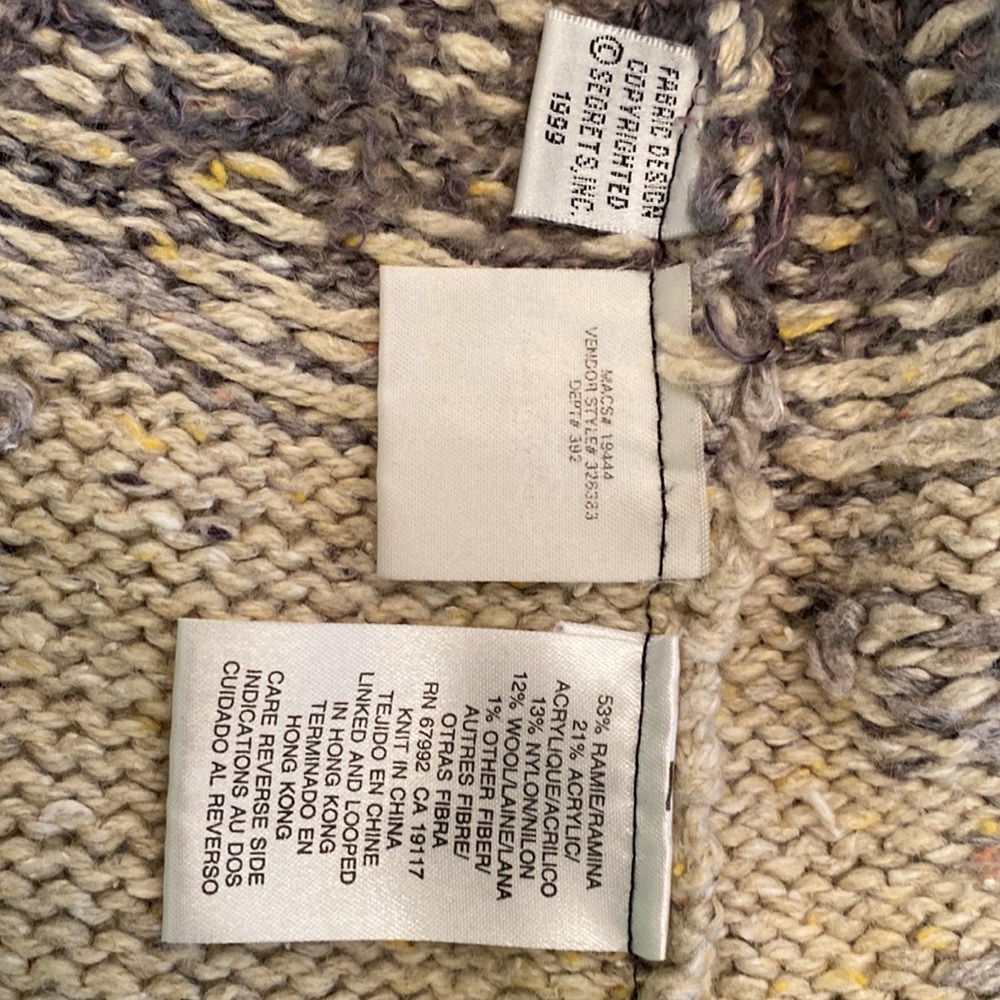 FABRIC DESIGN
COPYRIGHTED
© SEGRETS, INC.
1999
MACS# 19444
VENDOR STYLE# 326383
DEPT# 392
53% RAMIE/RAMINA
21% ACRYLIC/
ACRYLIQUE/ACRILICO
13% NYLON/NILON
12% WOOL/LAINE/LANA
1% OTHER FIBER/
AUTRES FIBRE/
OTRAS FIBRA
RN 67992 CA 19117
KNIT IN CHINA
TEJIDO EN CHINE
LINKED AND LOOPED
IN HONG KONG
TERMINADO EN
HONG KONG
CARE REVERSE SIDE
INDICATIONS AU DOS
CUIDADO AL REVERSO